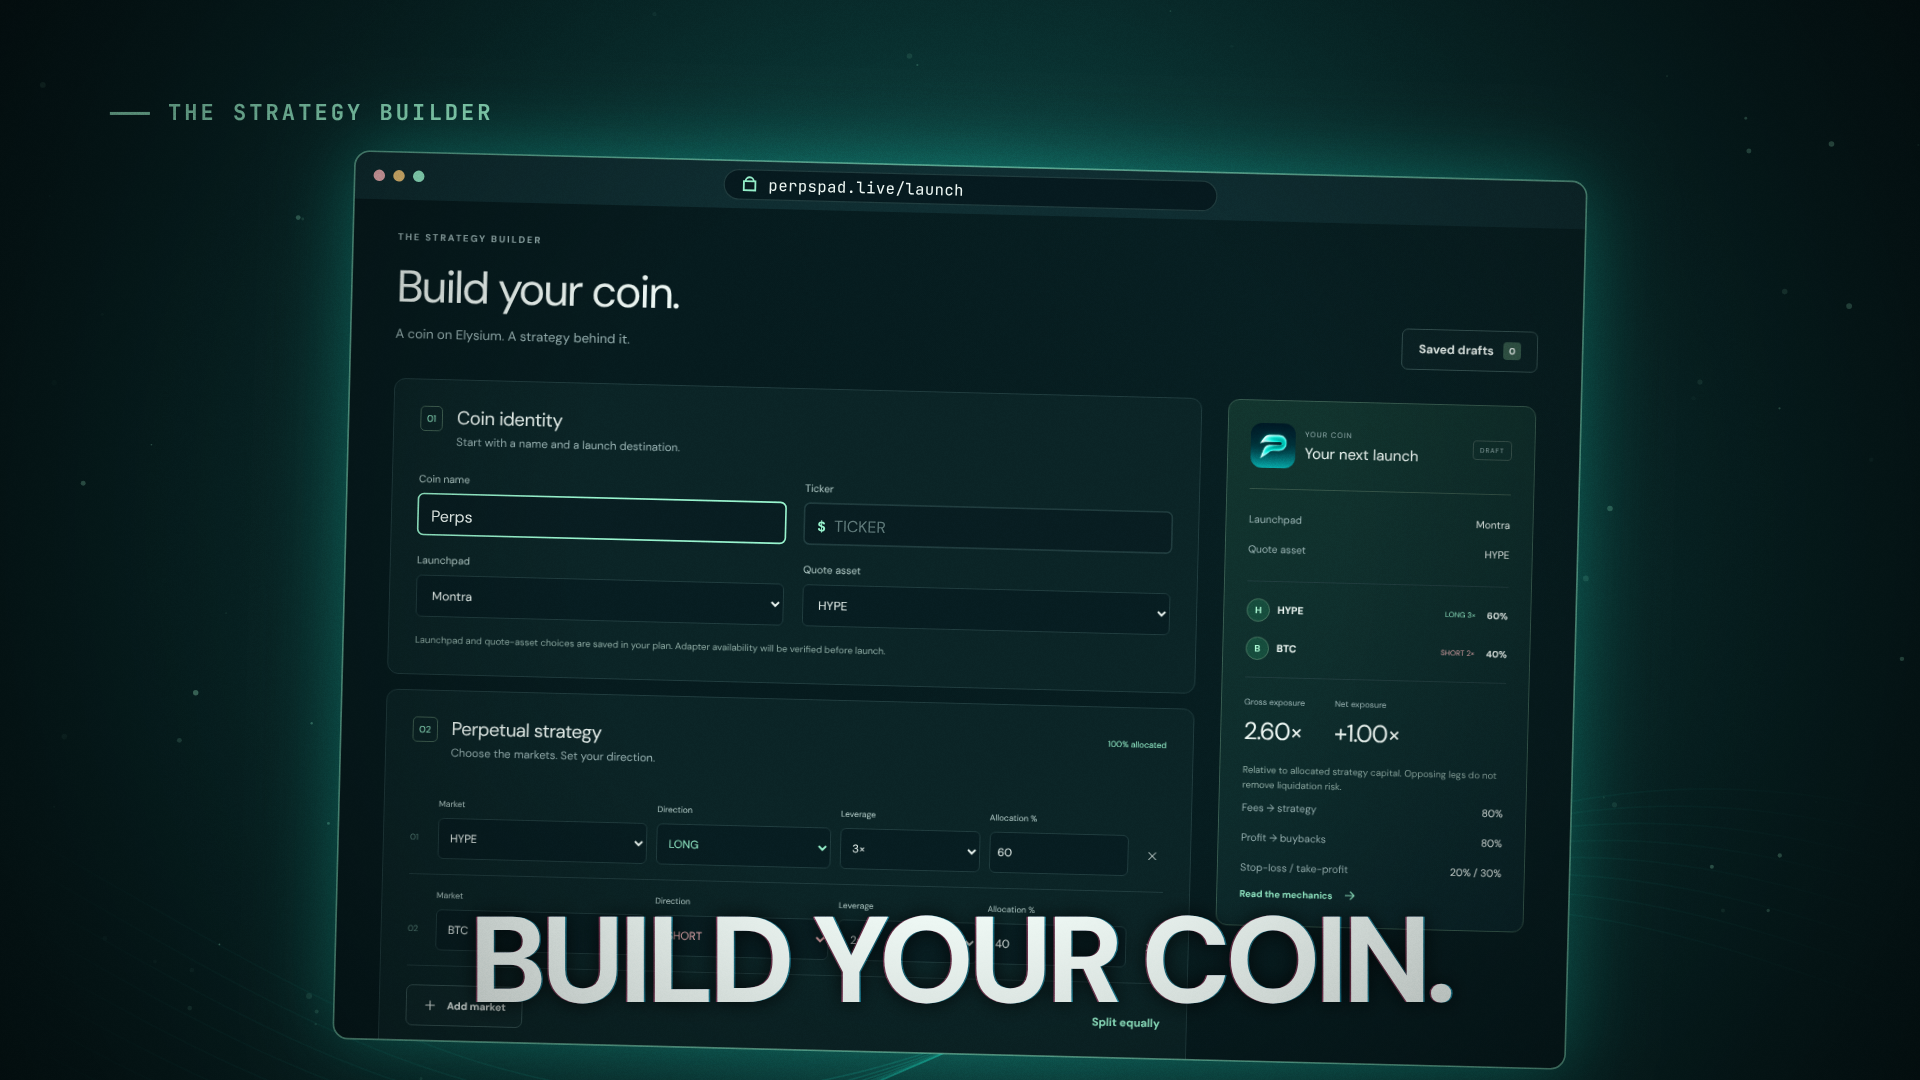 THE STRATEGY BUILDER
perpspad.live/launch
THE STRATEGY BUILDER
Build your coin.
A coin on Elysium. A strategy behind it.
Saved drafts 0
01 Coin identity
Start with a name and a launch destination.
Coin name
Perps
Ticker
$ TICKER
Launchpad
Montra
Quote asset
HYPE
Launchpad and quote-asset choices are saved in your plan. Adapter availability will be verified before launch.
02 Perpetual strategy
Choose the markets. Set your direction.
100% allocated
Market Direction Leverage Allocation %
01 HYPE LONG 3× 60 ×
Market Direction Leverage Allocation %
02 BTC SHORT 2 40
+ Add market
Split equally
YOUR COIN
Your next launch
DRAFT
Launchpad Montra
Quote asset HYPE
H HYPE LONG 3× 60%
B BTC SHORT 2× 40%
Gross exposure Net exposure
2.60× +1.00×
Relative to allocated strategy capital. Opposing legs do not
remove liquidation risk.
Fees → strategy 80%
Profit → buybacks 80%
Stop-loss / take-profit 20% / 30%
Read the mechanics →
BUILD YOUR COIN.